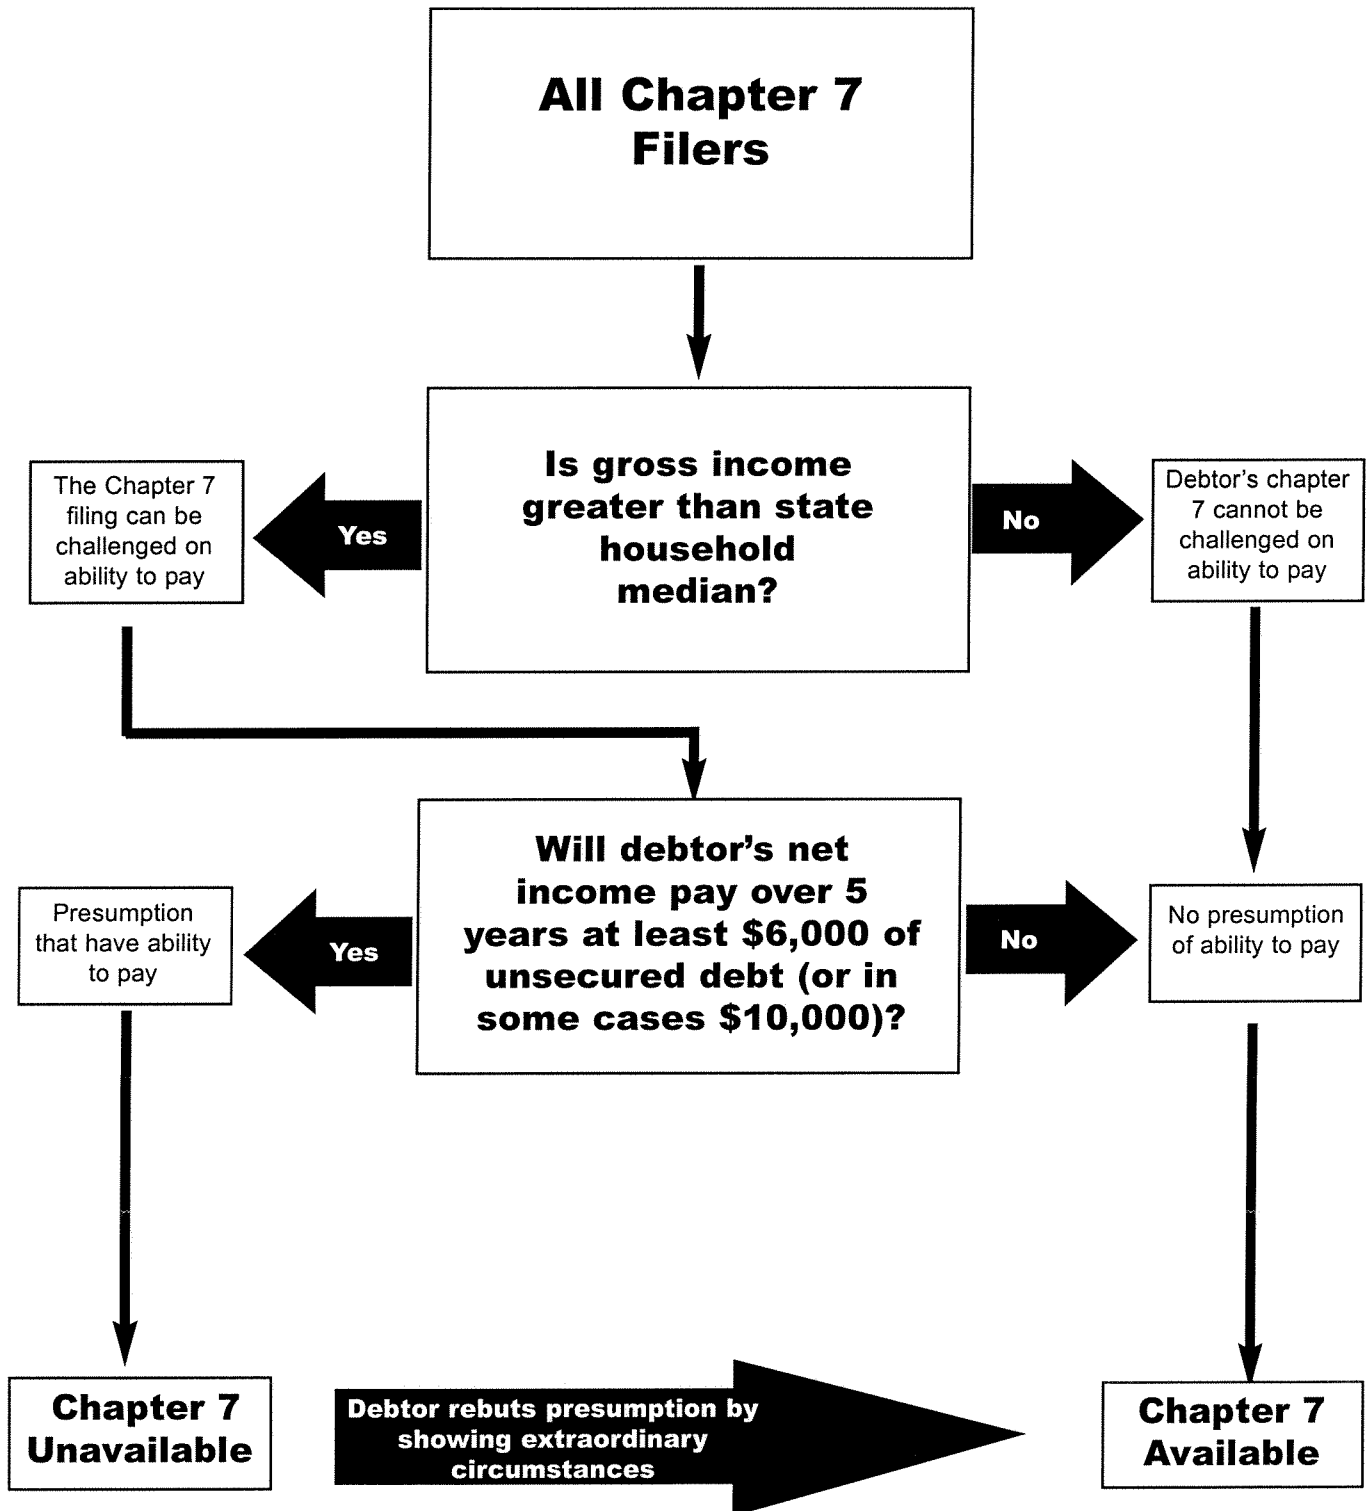 All Chapter 7
Filers
Is gross income
greater than state
household
median?
Yes
No
The Chapter 7
filing can be
challenged on
ability to pay
Debtor’s chapter
7 cannot be
challenged on
ability to pay
Will debtor’s net
income pay over 5
years at least $6,000 of
unsecured debt (or in
some cases $10,000)?
Yes
No
Presumption
that have ability
to pay
No presumption
of ability to pay
Chapter 7
Unavailable
Debtor rebuts presumption by
showing extraordinary
circumstances
Chapter 7
Available